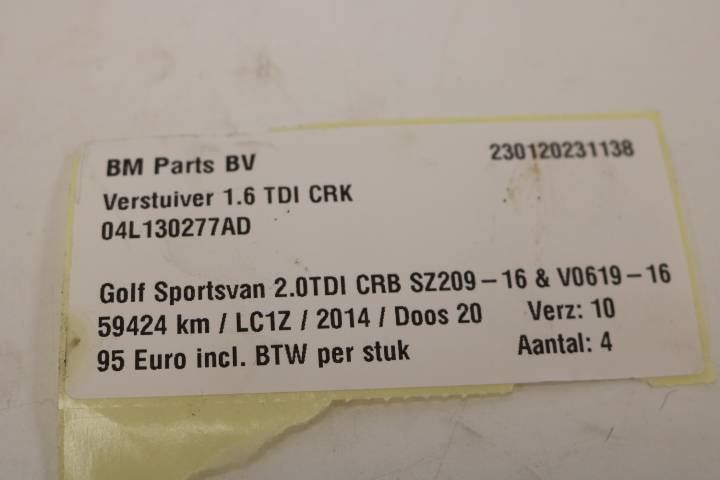 BM Parts BV 230120231138
Verstuiver 1.6 TDI CRK
04L130277AD
Golf Sportsvan 2.0TDI CRB SZ209-16 & V0619-16
59424 km / LC1Z / 2014 / Doos 20 Verz: 10
95 Euro incl. BTW per stuk Aantal: 4